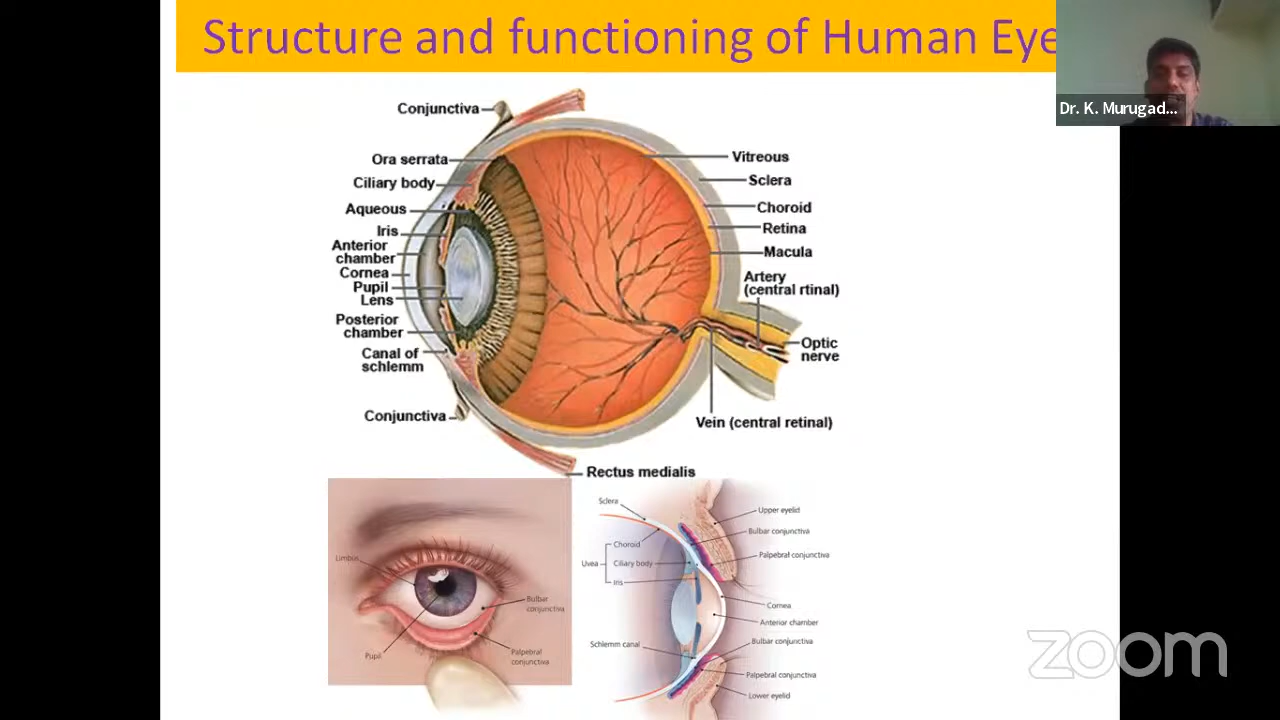 Structure and functioning of Human Eye
Dr. K. Murugad...
Conjunctiva
Ora serrata
Ciliary body
Aqueous
Iris
Anterior
chamber
Cornea
Pupil
Lens
Posterior
chamber
Canal of
schlemm
Conjunctiva
Vitreous
Sclera
Choroid
Retina
Macula
Artery
(central rtinal)
Optic
nerve
Vein (central retinal)
Rectus medialis
Limbus
Bulbar
conjunctiva
Pupil
Palpebral
conjunctiva
Sclera
Choroid
Uvea
Ciliary body
Iris
Schlemm canal
Upper eyelid
Bulbar conjunctiva
Palpebral conjunctiva
Cornea
Anterior chamber
Bulbar conjunctiva
Palpebral conjunctiva
Lower eyelid
zoom